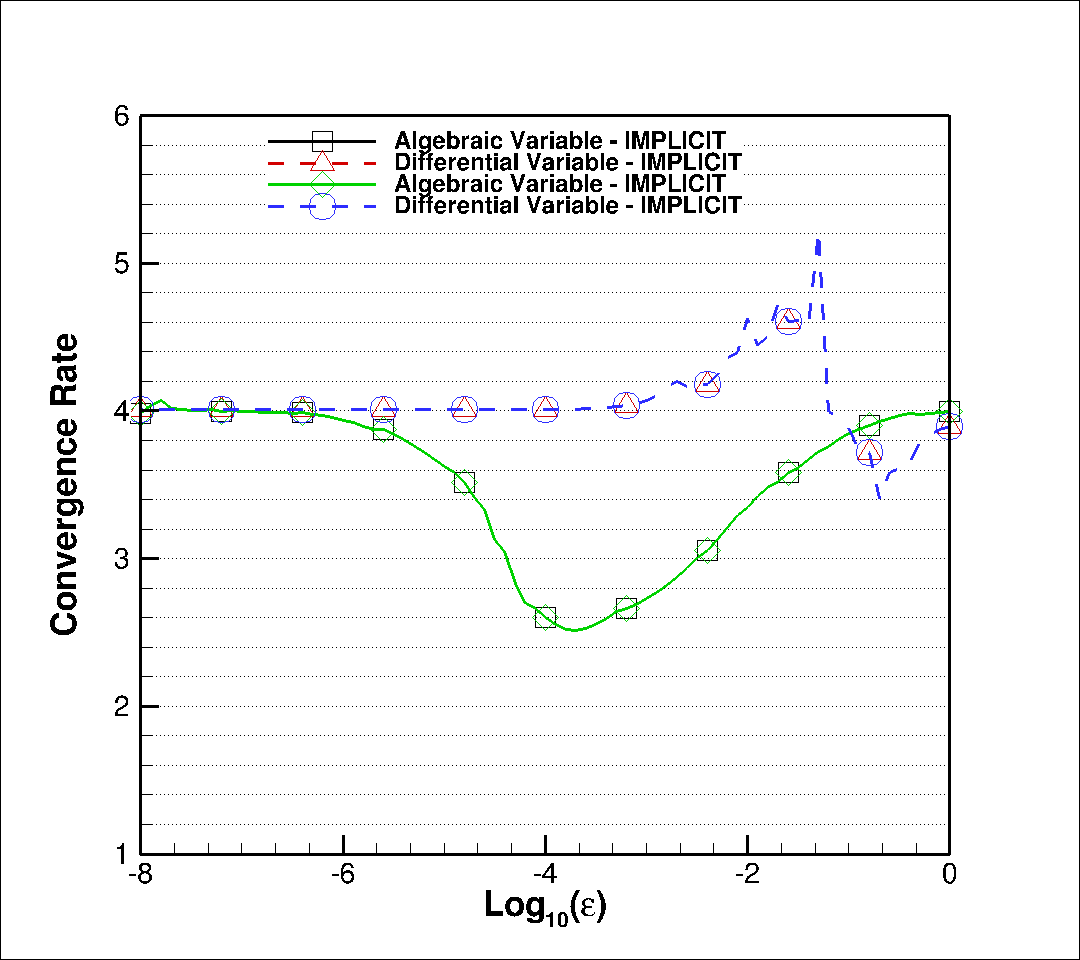 6
Algebraic Variable - IMPLICIT
Differential Variable - IMPLICIT
Algebraic Variable - IMPLICIT
Differential Variable - IMPLICIT
5
4
3
2
1
Convergence Rate
-8 -6 -4 -2 0
Log10(ε)